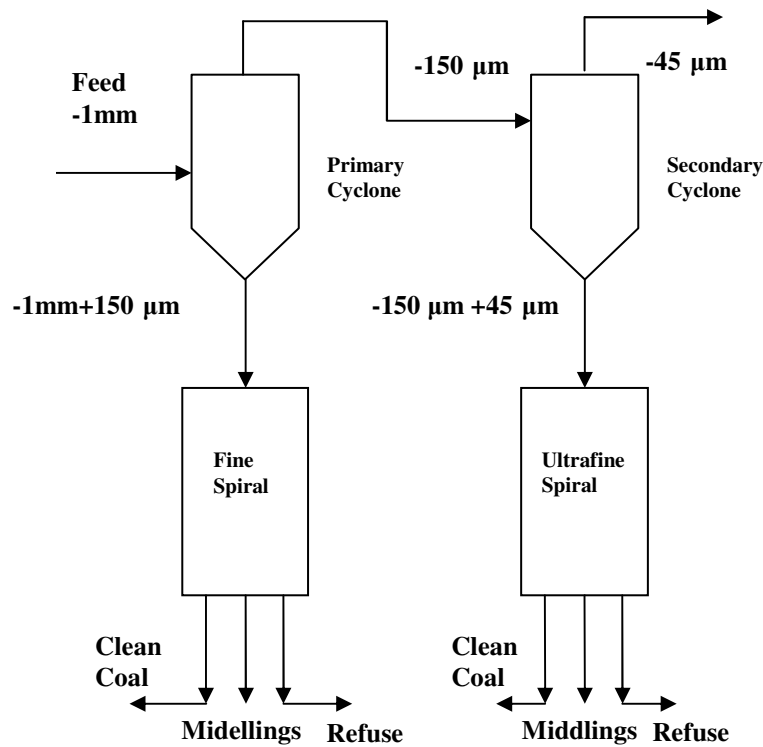 -150 µm
-45 µm
Feed
-1mm
Primary
Cyclone
Secondary
Cyclone
-1mm+150 µm
-150 µm +45 µm
Fine
Spiral
Ultrafine
Spiral
Clean
Coal
Midellings
Refuse
Clean
Coal
Middlings
Refuse